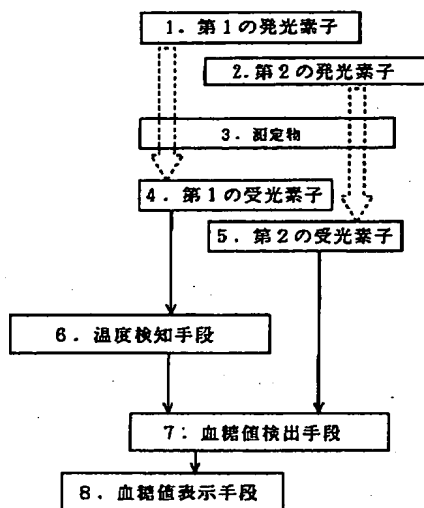 1. 第1の発光素子
2. 第2の発光素子
3. 測定物
4. 第1の受光素子
5. 第2の受光素子
6. 温度検知手段
7: 血糖値検出手段
8. 血糖値表示手段